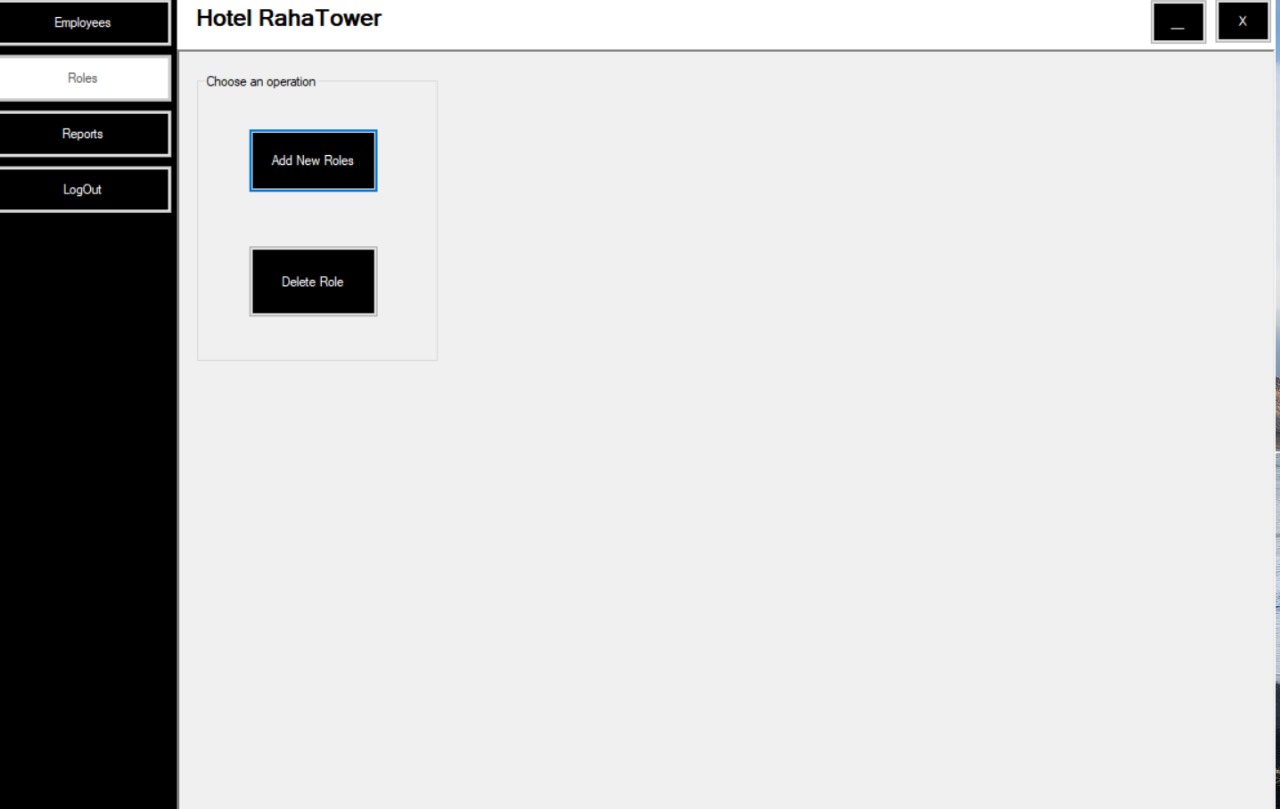 Employees
Roles
Reports
LogOut
Hotel RahaTower
_
X
Choose an operation
Add New Roles
Delete Role